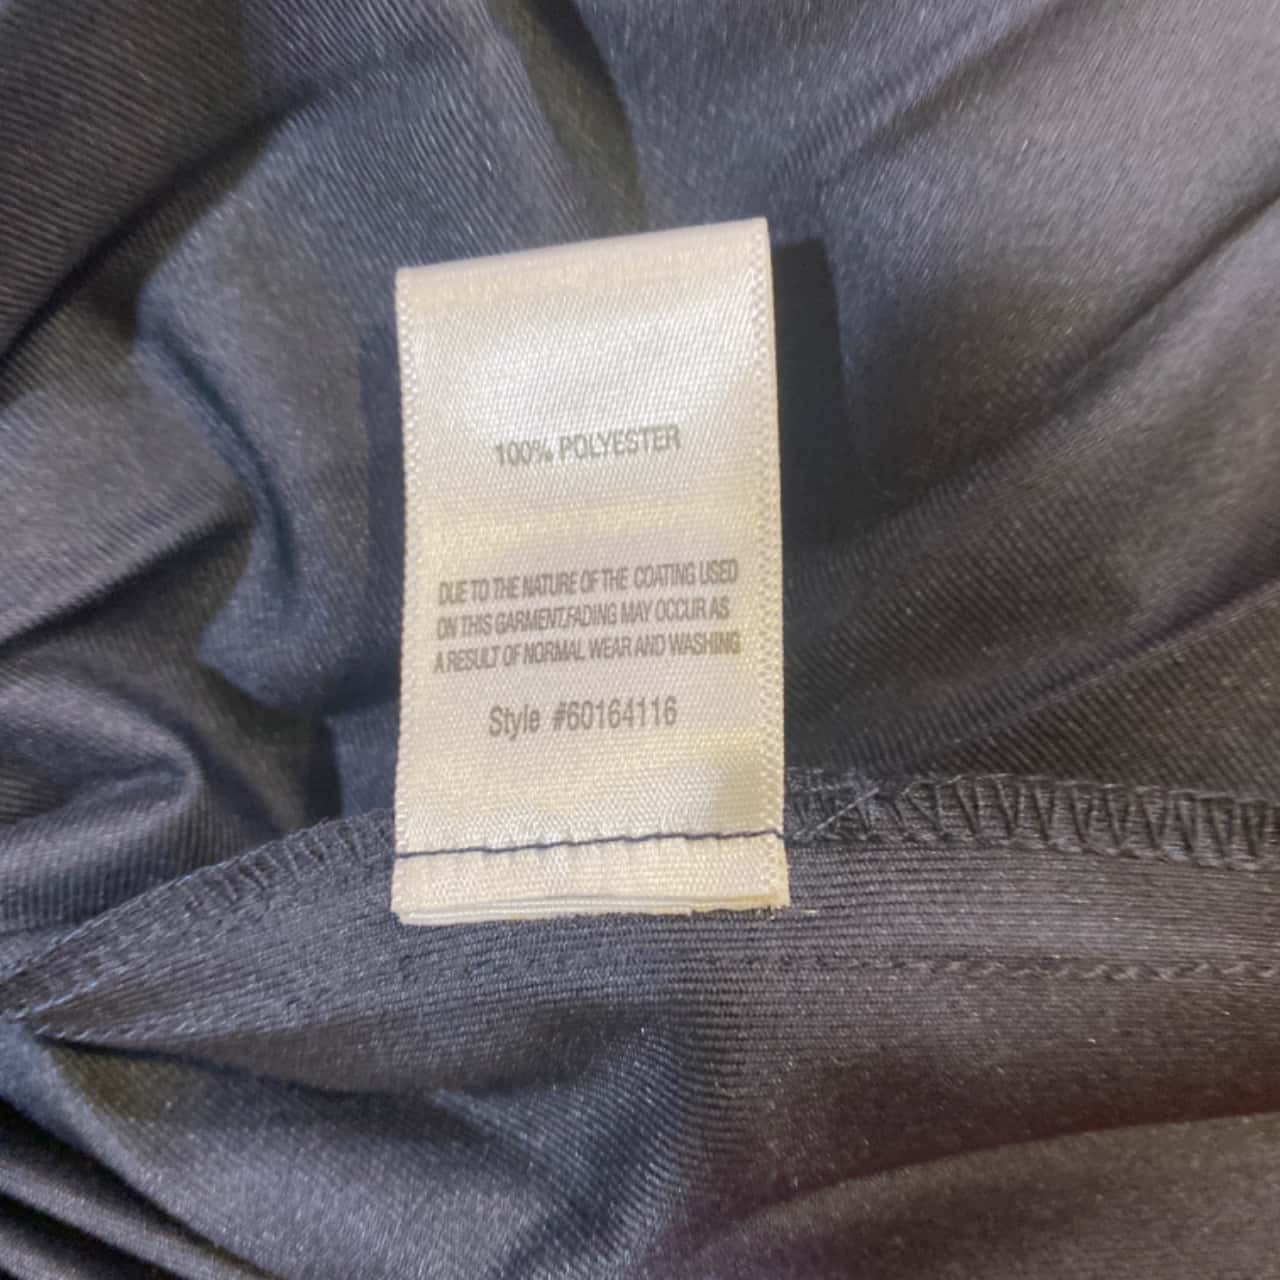 100% POLYESTER
DUE TO THE NATURE OF THE COATING USED
ON THIS GARMENT,FADING MAY OCCUR AS
A RESULT OF NORMAL WEAR AND WASHING
Style #60164116